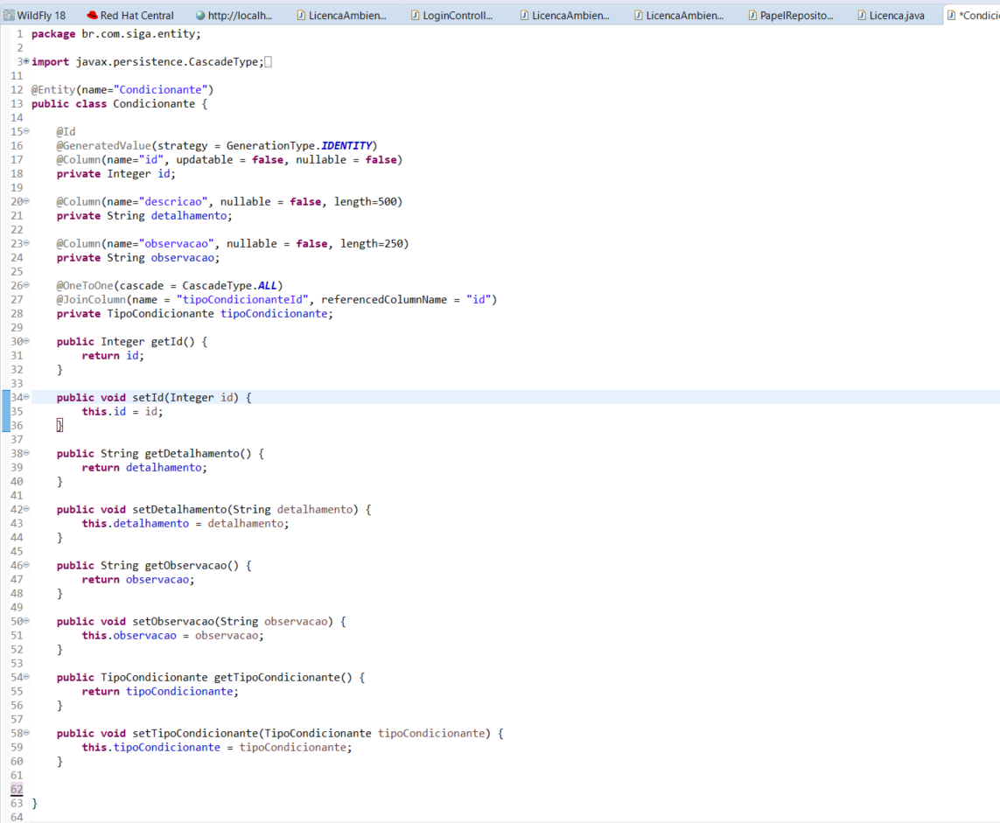 WildFly 18 Red Hat Central http://localh... LicencaAmbien... LoginControll... LicencaAmbien... LicencaAmbien... PapelReposito... Licenca.java *Condici
1 package br.com.siga.entity;
2
3 import javax.persistence.CascadeType;
11
12 @Entity(name="Condicionante")
13 public class Condicionante {
14
15 @Id
16 @GeneratedValue(strategy = GenerationType.IDENTITY)
17 @Column(name="id", updatable = false, nullable = false)
18 private Integer id;
19
20 @Column(name="descricao", nullable = false, length=500)
21 private String detalhamento;
22
23 @Column(name="observacao", nullable = false, length=250)
24 private String observacao;
25
26 @OneToOne(cascade = CascadeType.ALL)
27 @JoinColumn(name = "tipoCondicionanteId", referencedColumnName = "id")
28 private TipoCondicionante tipoCondicionante;
29
30 public Integer getId() {
31 return id;
32 }
33
34 public void setId(Integer id) {
35 this.id = id;
36 }
37
38 public String getDetalhamento() {
39 return detalhamento;
40 }
41
42 public void setDetalhamento(String detalhamento) {
43 this.detalhamento = detalhamento;
44 }
45
46 public String getObservacao() {
47 return observacao;
48 }
49
50 public void setObservacao(String observacao) {
51 this.observacao = observacao;
52 }
53
54 public TipoCondicionante getTipoCondicionante() {
55 return tipoCondicionante;
56 }
57
58 public void setTipoCondicionante(TipoCondicionante tipoCondicionante) {
59 this.tipoCondicionante = tipoCondicionante;
60 }
61
62
63 }
64